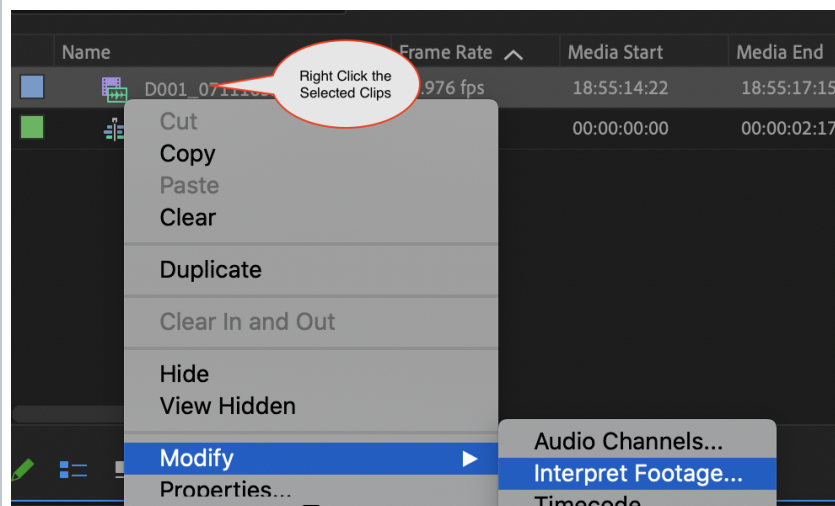 Name Frame Rate Media Start Media End
Right Click the
Selected Clips
.976 fps 18:55:14:22 18:55:17:15
Cut
00:00:00:00 00:00:02:17
Copy
Paste
Clear
Duplicate
Clear In and Out
Hide
View Hidden
Audio Channels...
Modify
Interpret Footage...
Properties...
Timecode